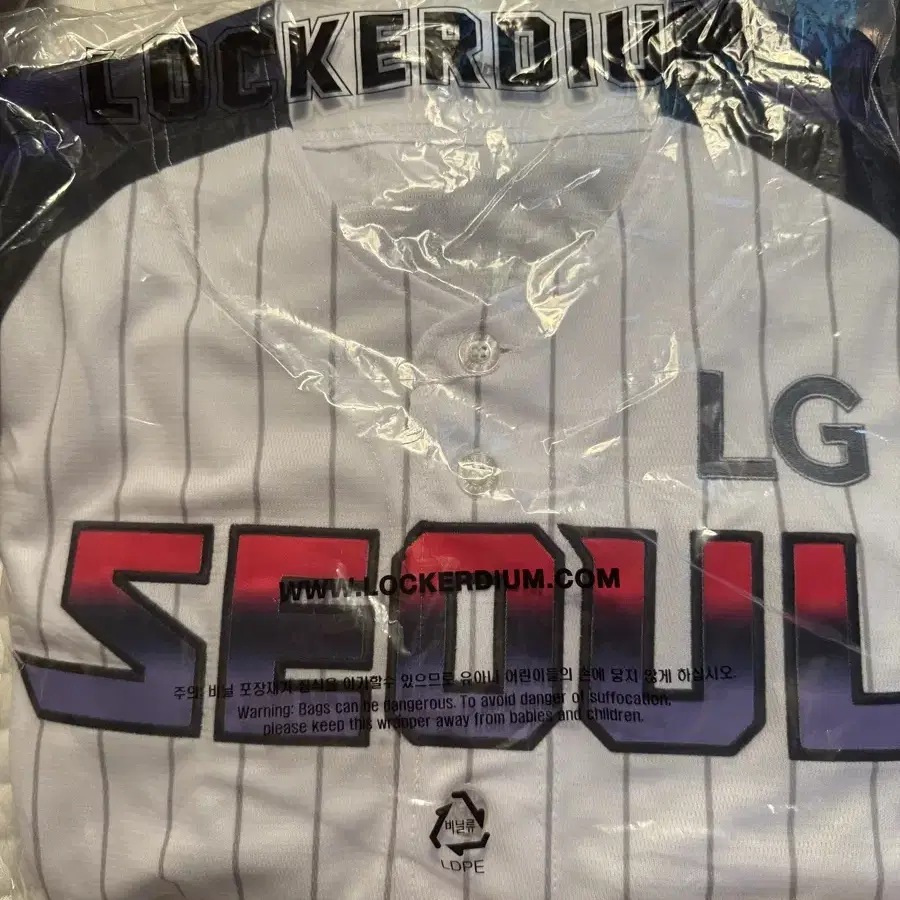 LOCKERDIUM
LG
SEOUL
WWW.LOCKERDIUM.COM
주의: 비닐 포장재가 질식을 야기할수 있으므로 유아나 어린이들의 손에 닿지 않게 하십시오.
Warning: Bags can be dangerous. To avoid danger of suffocation,
please keep this wrapper away from babies and children.
비닐류
LDPE